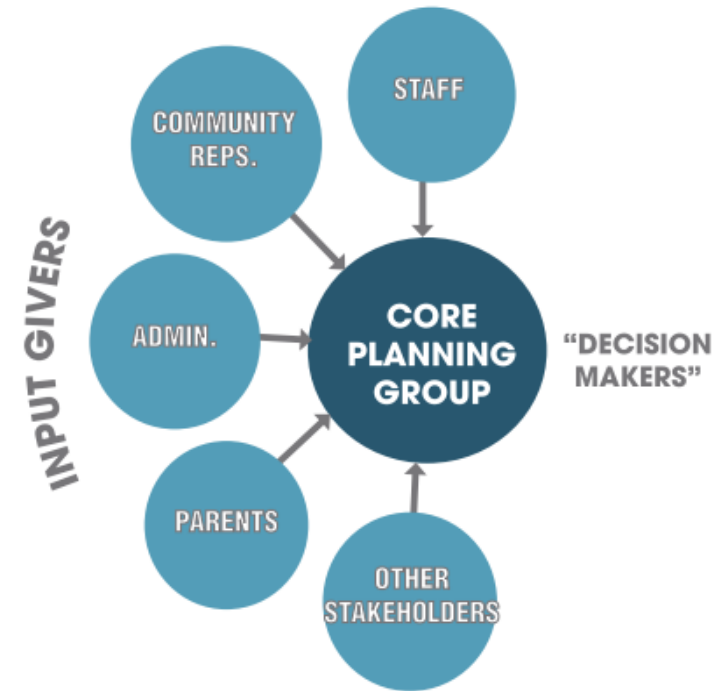 STAFF
COMMUNITY
REPS.
INPUT GIVERS
ADMIN.
CORE
PLANNING
GROUP
“DECISION
MAKERS”
PARENTS
OTHER
STAKEHOLDERS